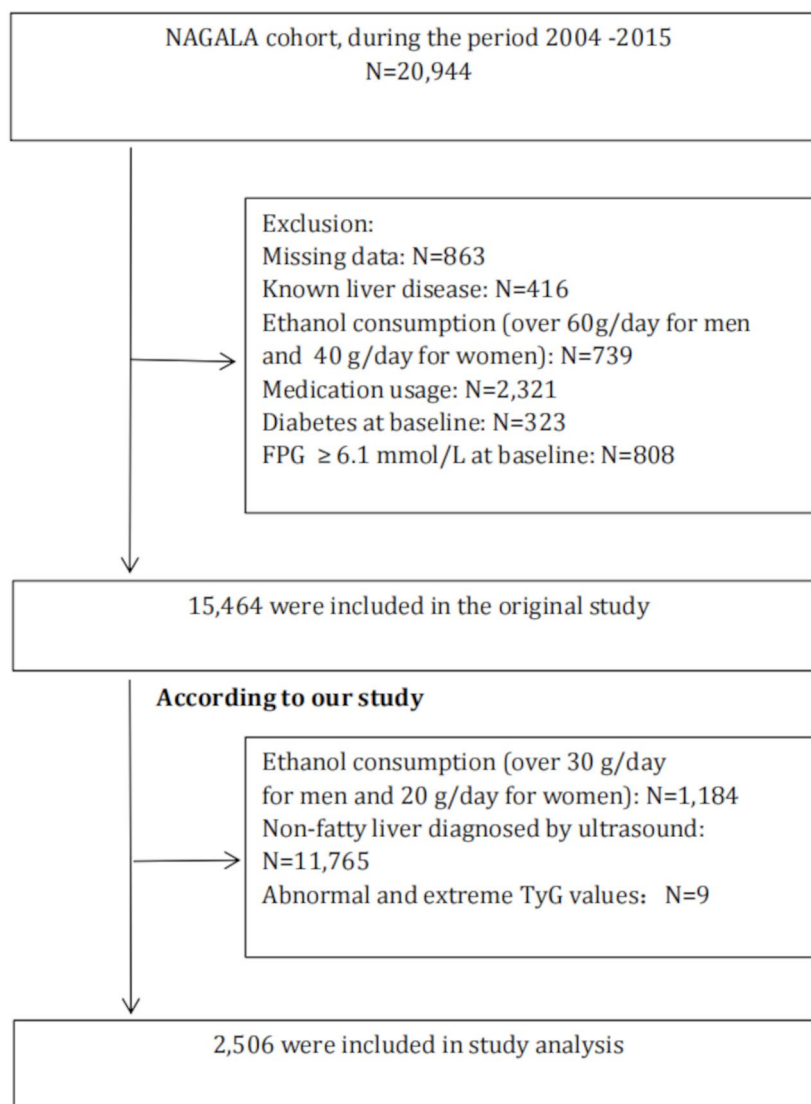 NAGALA cohort, during the period 2004 -2015
N=20,944
Exclusion:
Missing data: N=863
Known liver disease: N=416
Ethanol consumption (over 60g/day for men
and 40 g/day for women): N=739
Medication usage: N=2,321
Diabetes at baseline: N=323
FPG ≥ 6.1 mmol/L at baseline: N=808
15,464 were included in the original study
According to our study
Ethanol consumption (over 30 g/day
for men and 20 g/day for women): N=1,184
Non-fatty liver diagnosed by ultrasound:
N=11,765
Abnormal and extreme TyG values： N=9
2,506 were included in study analysis